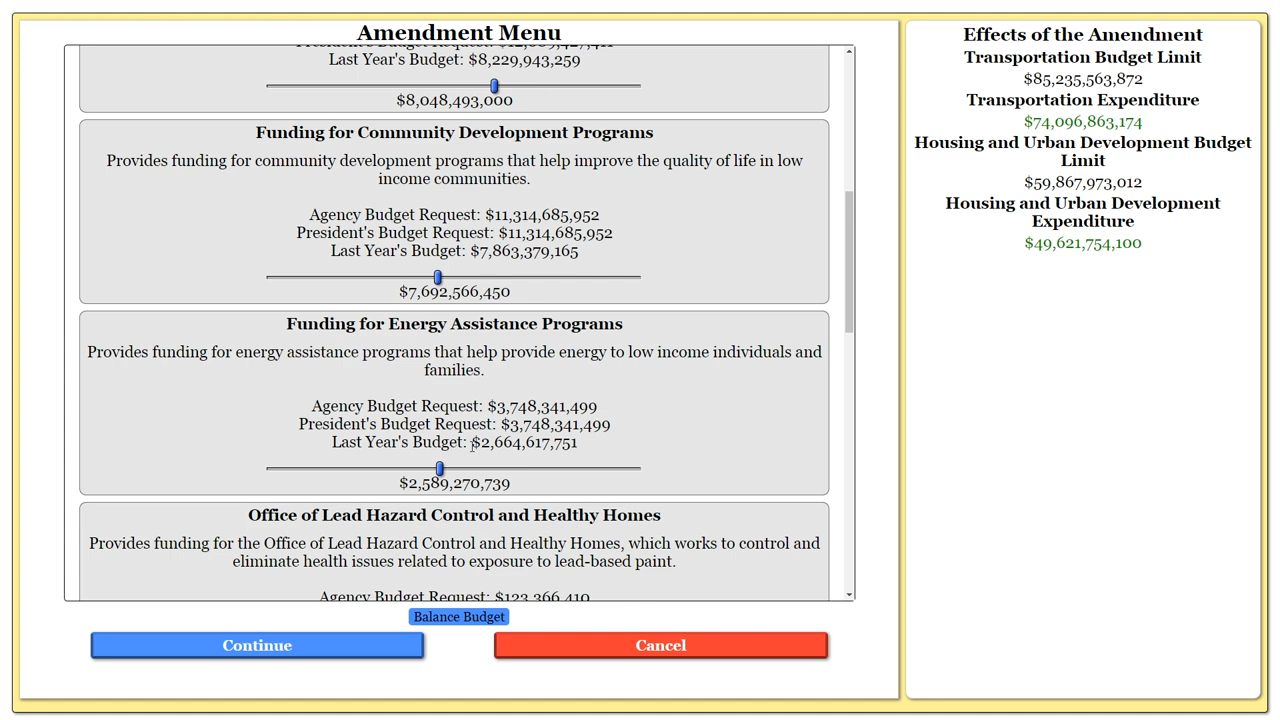 Amendment Menu
Last Year's Budget: $8,229,943,259
$8,048,493,000
Funding for Community Development Programs
Provides funding for community development programs that help improve the quality of life in low
income communities.
Agency Budget Request: $11,314,685,952
President's Budget Request: $11,314,685,952
Last Year's Budget: $7,863,379,165
$7,692,566,450
Funding for Energy Assistance Programs
Provides funding for energy assistance programs that help provide energy to low income individuals and
families.
Agency Budget Request: $3,748,341,499
President's Budget Request: $3,748,341,499
Last Year's Budget: $2,664,617,751
$2,589,270,739
Office of Lead Hazard Control and Healthy Homes
Provides funding for the Office of Lead Hazard Control and Healthy Homes, which works to control and
eliminate health issues related to exposure to lead-based paint.
Agency Budget Request: $123,366,410
Balance Budget
Continue
Cancel
Effects of the Amendment
Transportation Budget Limit
$85,235,563,872
Transportation Expenditure
$74,096,863,174
Housing and Urban Development Budget
Limit
$59,867,973,012
Housing and Urban Development
Expenditure
$49,621,754,100